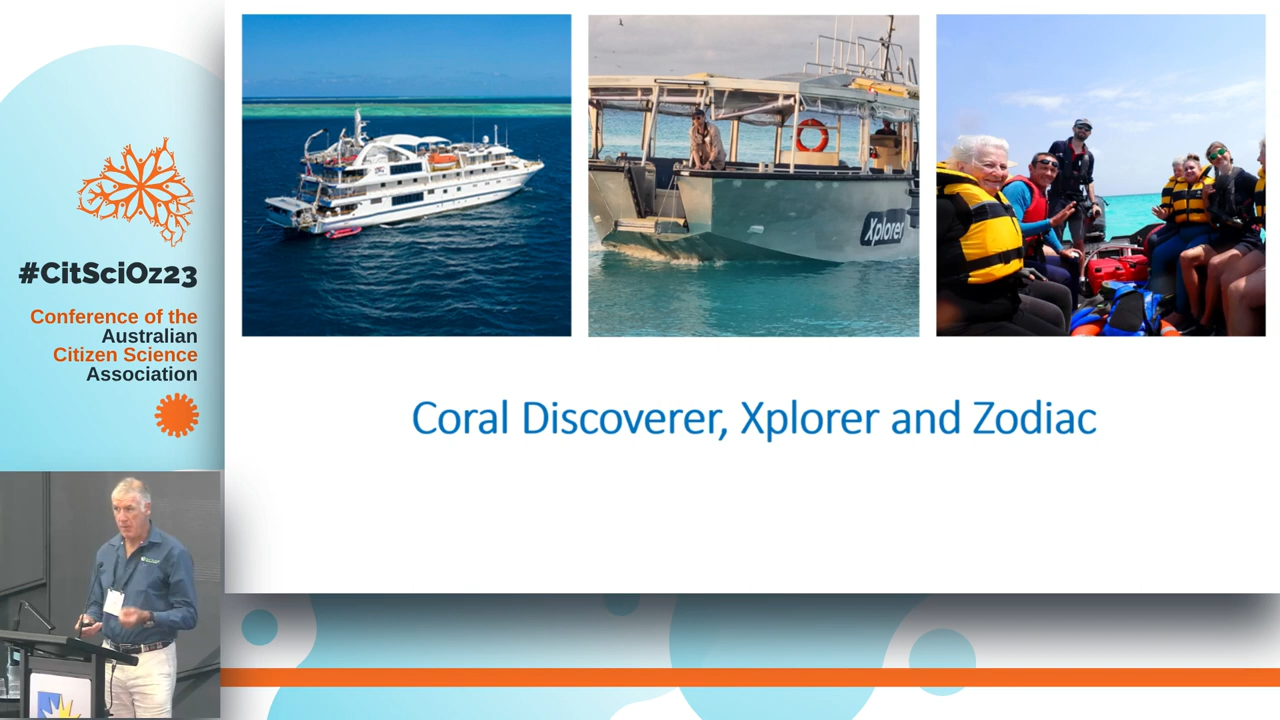 #CitSciOz23
Conference of the
Australian
Citizen Science
Association
Xplorer
Coral Discoverer, Xplorer and Zodiac